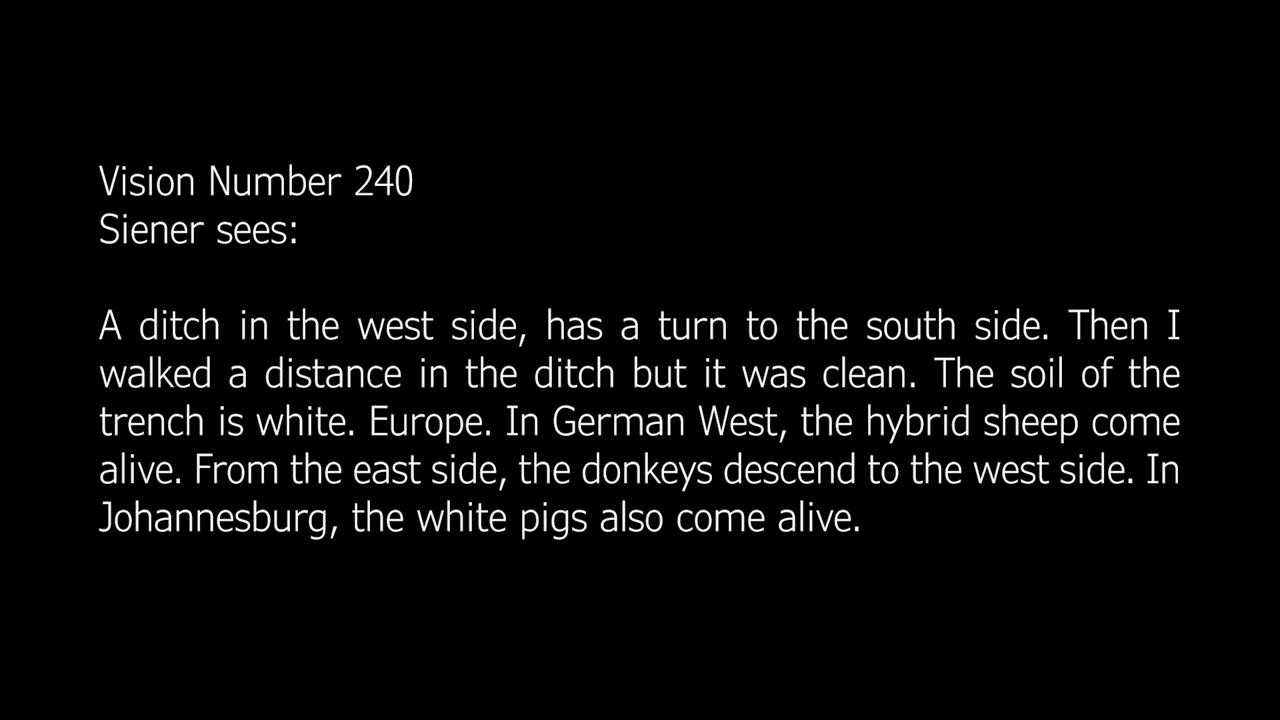 Vision Number 240
Siener sees:
A ditch in the west side, has a turn to the south side. Then I
walked a distance in the ditch but it was clean. The soil of the
trench is white. Europe. In German West, the hybrid sheep come
alive. From the east side, the donkeys descend to the west side. In
Johannesburg, the white pigs also come alive.